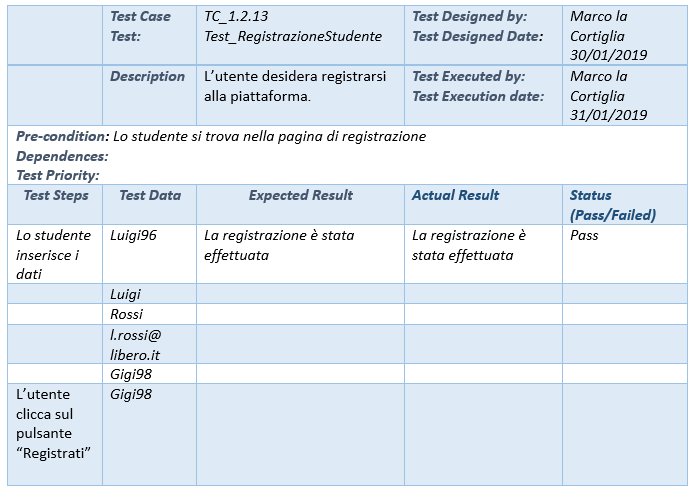 Test Case
Test:
TC_1.2.13
Test_RegistrazioneStudente
Test Designed by:
Test Designed Date:
Marco la
Cortiglia
30/01/2019
Description
L’utente desidera registrarsi
alla piattaforma.
Test Executed by:
Test Execution date:
Marco la
Cortiglia
31/01/2019
Pre-condition: Lo studente si trova nella pagina di registrazione
Dependences:
Test Priority:
Test Steps
Test Data
Expected Result
Actual Result
Status
(Pass/Failed)
Lo studente
inserisce i
dati
Luigi96
La registrazione è stata
effettuata
La registrazione è
stata effettuata
Pass
Luigi
Rossi
l.rossi@
libero.it
Gigi98
L’utente
clicca sul
pulsante
“Registrati”
Gigi98